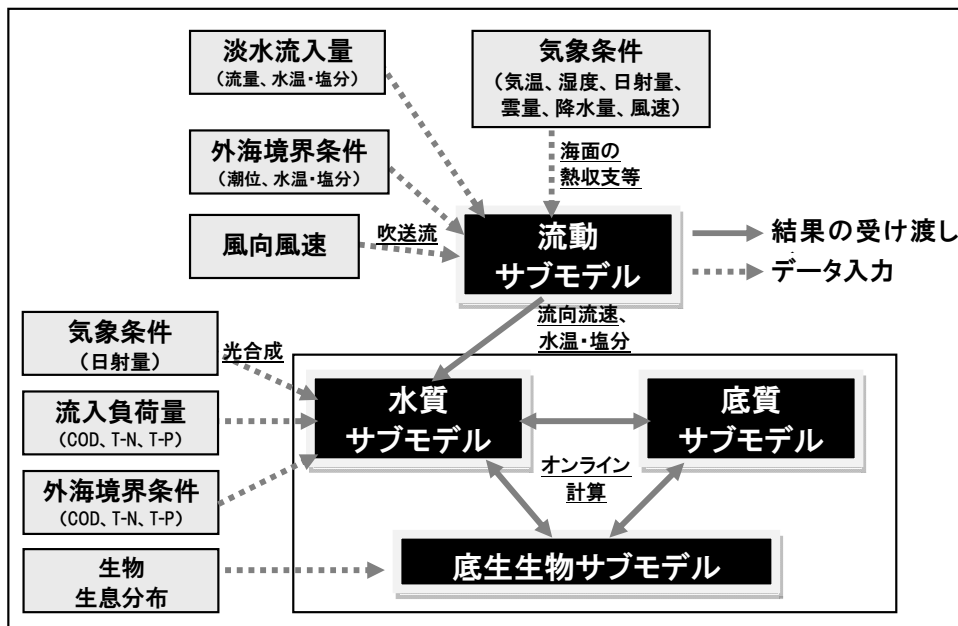 淡水流入量
（流量、水温・塩分）
気象条件
（気温、湿度、日射量、
雲量、降水量、風速）
外海境界条件
（潮位、水温・塩分）
海面の
熱収支等
風向風速
吹送流
流動
サブモデル
結果の受け渡し
データ入力
流向流速、
水温・塩分
気象条件
（日射量）
光合成
流入負荷量
（COD、T-N、T-P）
外海境界条件
（COD、T-N、T-P）
生物
生息分布
水質
サブモデル
底質
サブモデル
オンライン
計算
底生生物サブモデル